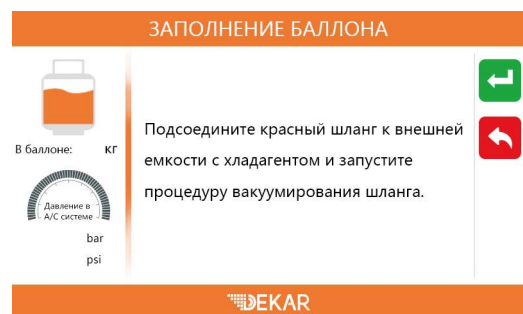 ЗАПОЛНЕНИЕ БАЛЛОНА
В баллоне: кг
Давление в
А/С системе
bar
psi
Подсоедините красный шланг к внешней
емкости с хладагентом и запустите
процедуру вакуумирования шланга.
DEKAR